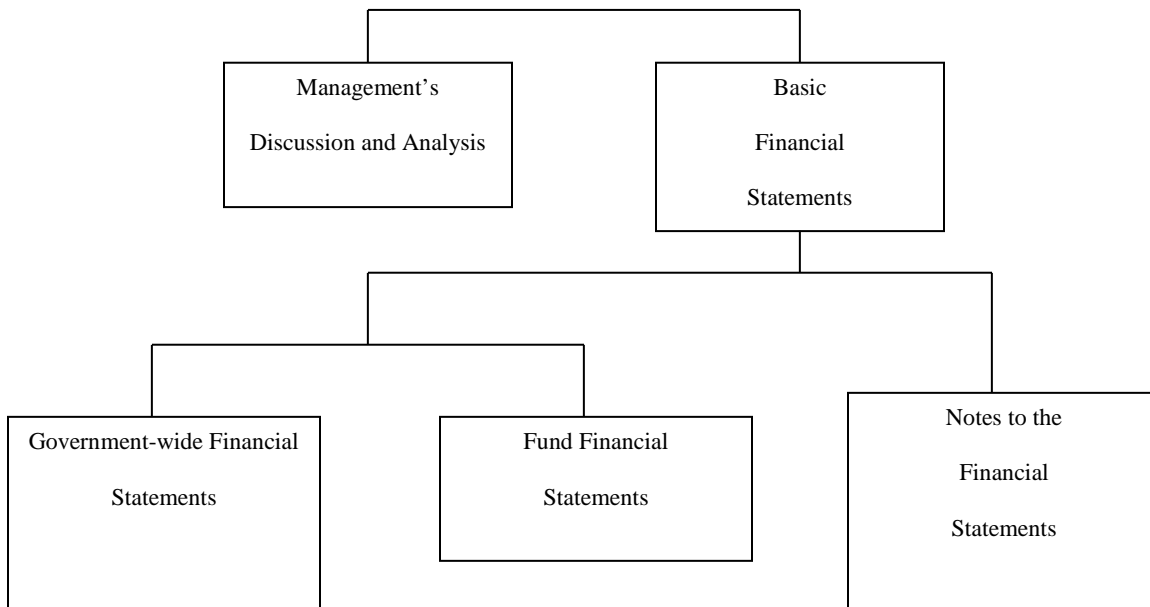 Management’s
Discussion and Analysis
Basic
Financial
Statements
Government-wide Financial
Statements
Fund Financial
Statements
Notes to the
Financial
Statements